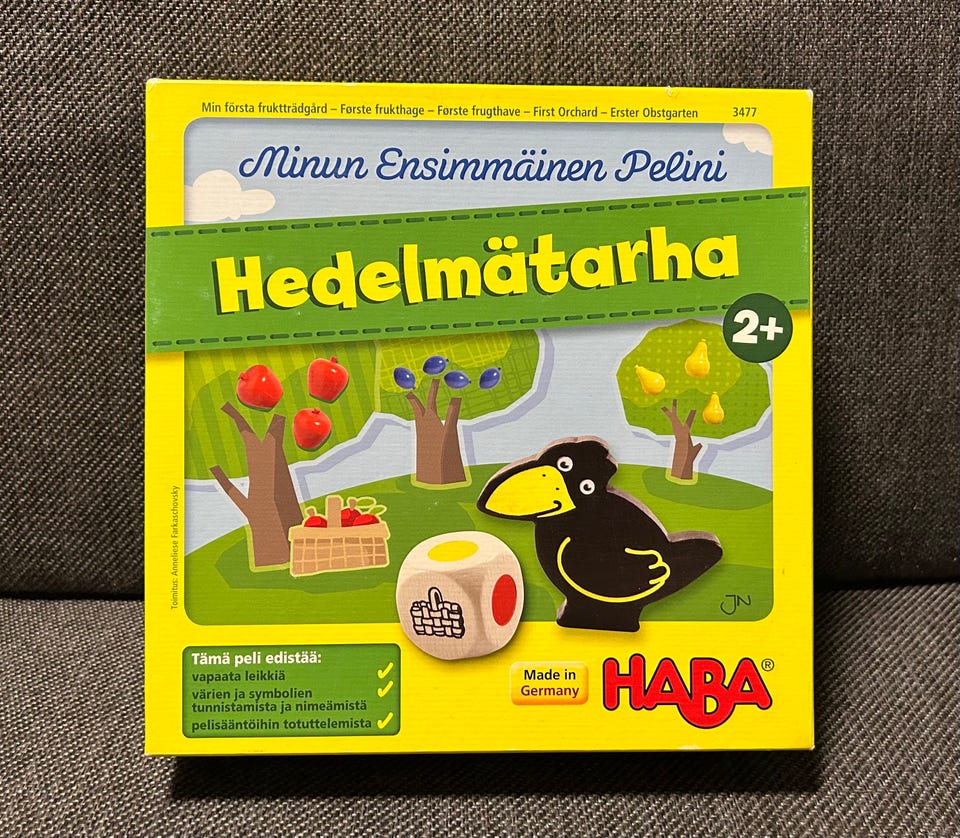 Min första fruktträdgård – Første frukthage – Første frugthave – First Orchard – Erster Obstgarten 3477
Minun Ensimmäinen Pelini
Hedelmätarha
2+
Toimitus: Anneliese Farkaschovsky
JN
Tämä peli edistää:
vapaata leikkiä
värien ja symbolien
tunnistamista ja nimeämistä
pelisääntöihin totuttelemista
Made in
Germany
HABA®